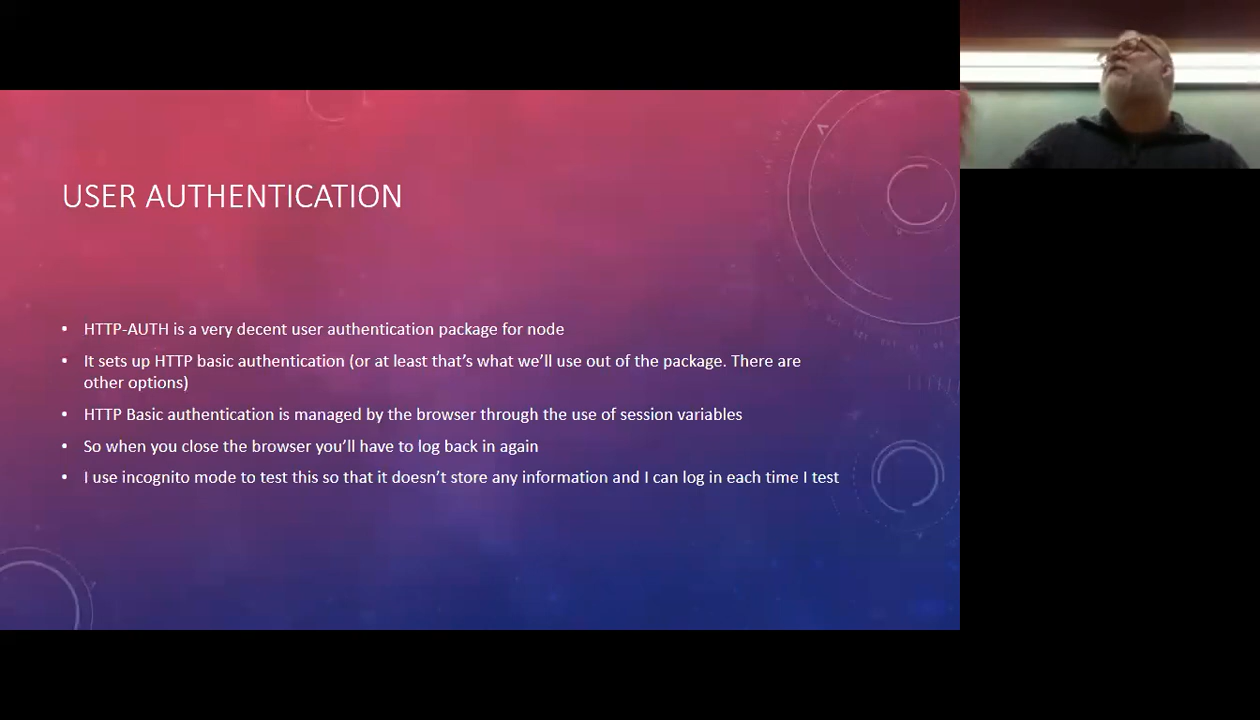 USER AUTHENTICATION
• HTTP-AUTH is a very decent user authentication package for node
• It sets up HTTP basic authentication (or at least that’s what we’ll use out of the package. There are
other options)
• HTTP Basic authentication is managed by the browser through the use of session variables
• So when you close the browser you’ll have to log back in again
• I use incognito mode to test this so that it doesn’t store any information and I can log in each time I test